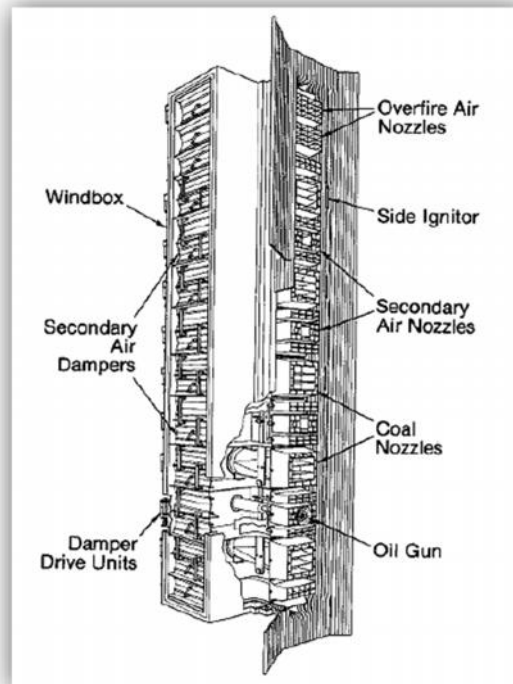 Overfire Air
Nozzles
Windbox
Side Ignitor
Secondary
Air Nozzles
Secondary
Air
Dampers
Coal
Nozzles
Damper
Drive Units
Oil Gun